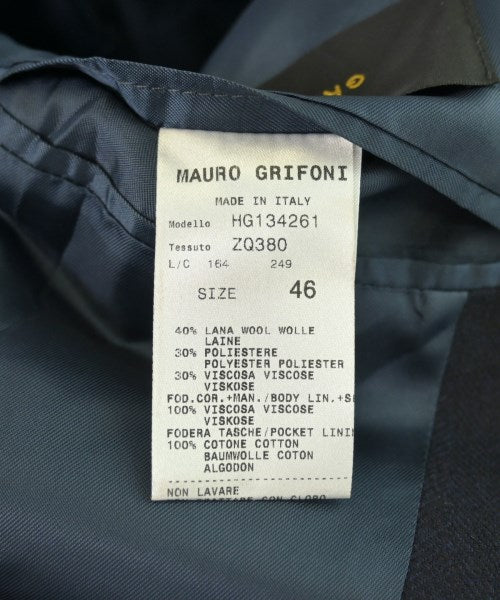 MAURO GRIFONI
MADE IN ITALY
Modello HG134261
Tessuto ZQ380
L/C 164 249
SIZE 46
40% LANA WOOL WOLLE
LAINE
30% POLIESTERE
POLYESTER POLIESTER
30% VISCOSA VISCOSE
VISKOSE
FOD.COR.+MAN./BODY LIN.+S
100% VISCOSA VISCOSE
VISKOSE
FODERA TASCHE/POCKET LINI
100% COTONE COTTON
BAUMWOLLE COTON
ALGODON
NON LAVARE